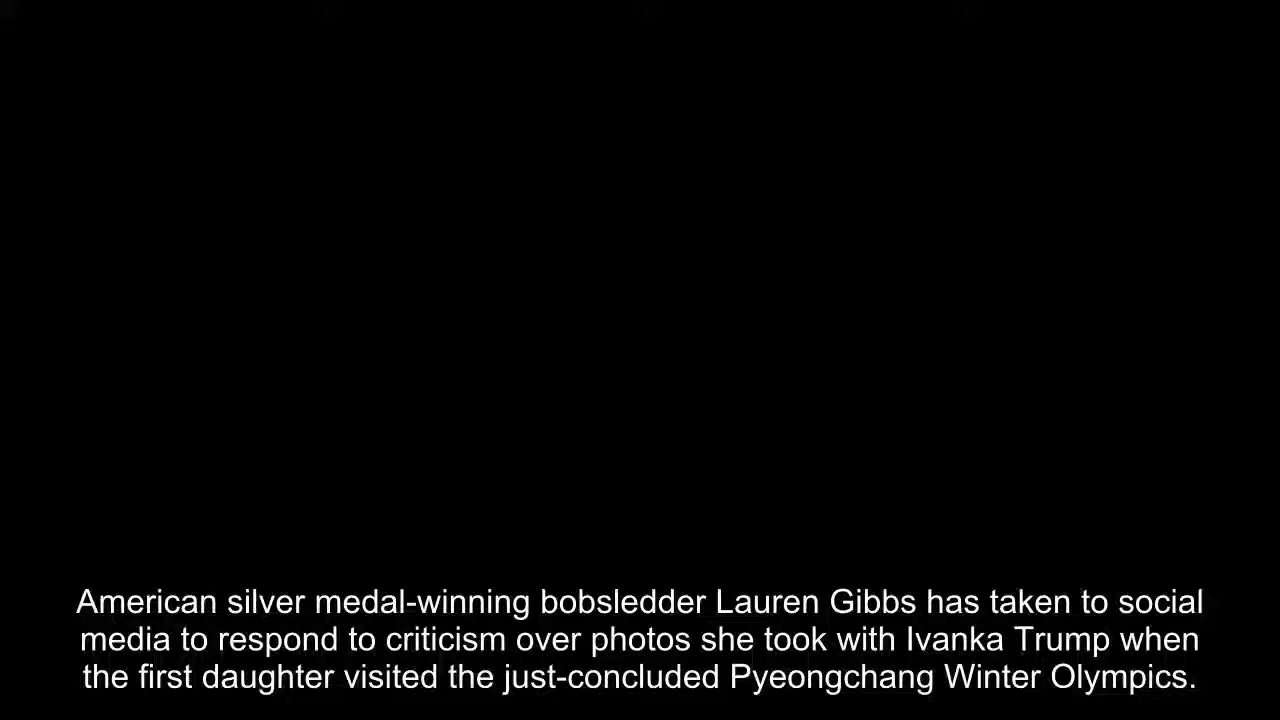 American silver medal-winning bobsledder Lauren Gibbs has taken to social
media to respond to criticism over photos she took with Ivanka Trump when
the first daughter visited the just-concluded Pyeongchang Winter Olympics.